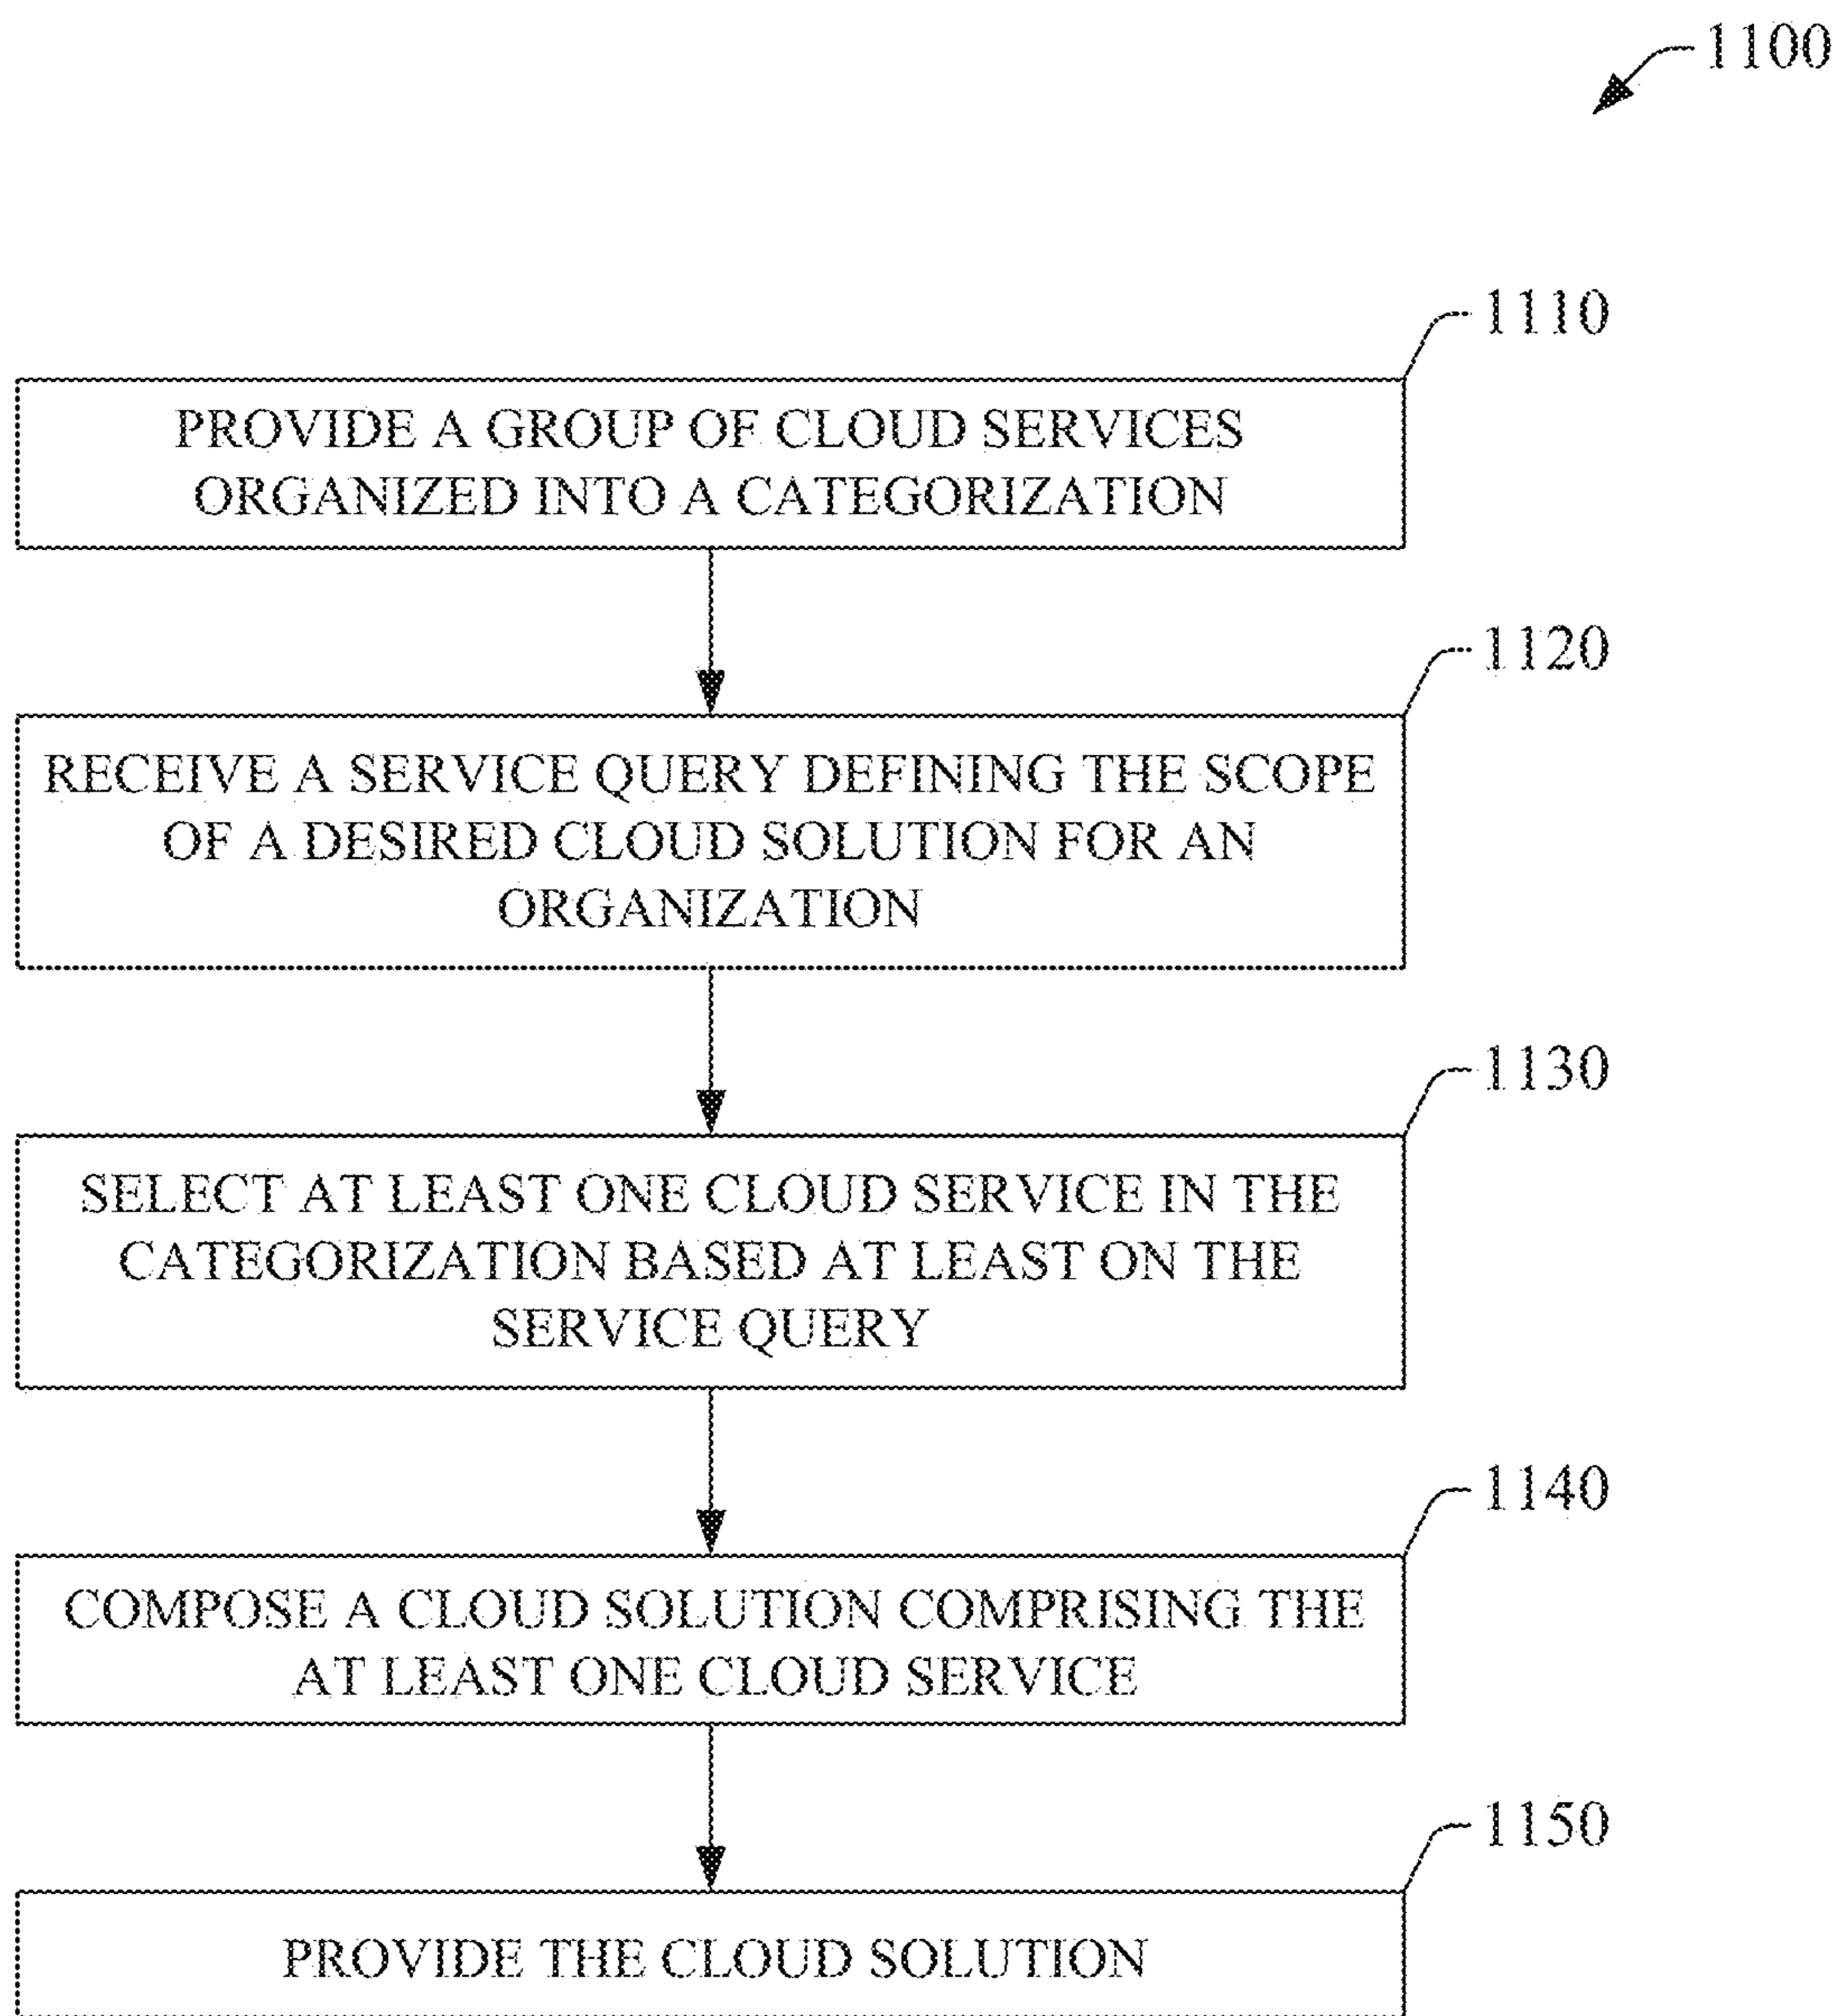 1100
1110
PROVIDE A GROUP OF CLOUD SERVICES
ORGANIZED INTO A CATEGORIZATION
1120
RECEIVE A SERVICE QUERY DEFINING THE SCOPE
OF A DESIRED CLOUD SOLUTION FOR AN
ORGANIZATION
1130
SELECT AT LEAST ONE CLOUD SERVICE IN THE
CATEGORIZATION BASED AT LEAST ON THE
SERVICE QUERY
1140
COMPOSE A CLOUD SOLUTION COMPRISING THE
AT LEAST ONE CLOUD SERVICE
1150
PROVIDE THE CLOUD SOLUTION